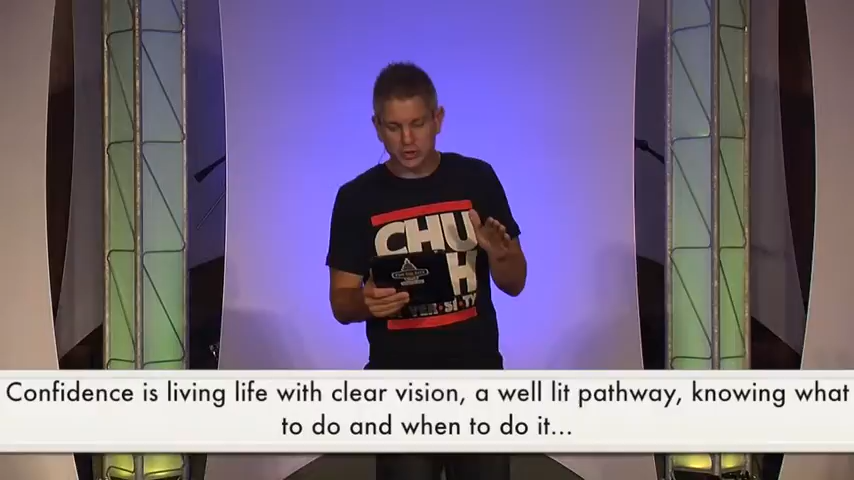 CHU
H
Confidence is living life with clear vision, a well lit pathway, knowing what
to do and when to do it...